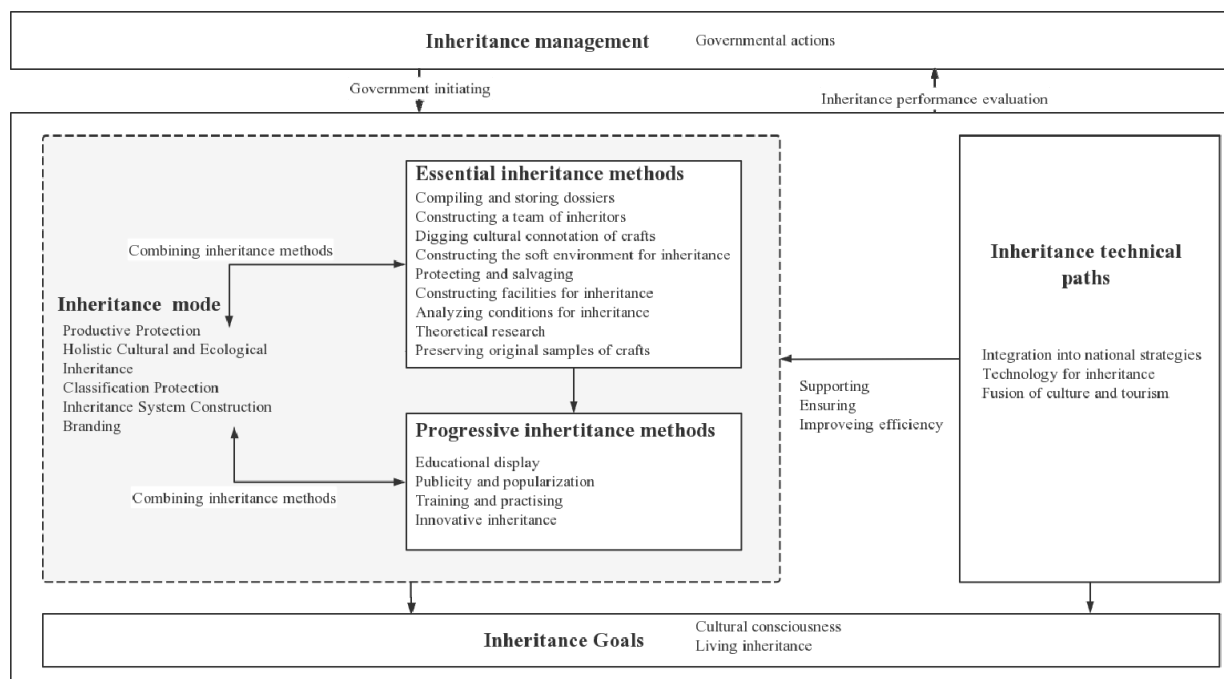 Inheritance management Governmental actions
Government initiating
Inheritance performance evaluation
Essential inheritance methods
Compiling and storing dossiers
Constructing a team of inheritors
Digging cultural connotation of crafts
Constructing the soft environment for inheritance
Protecting and salvaging
Constructing facilities for inheritance
Analyzing conditions for inheritance
Theoretical research
Preserving original samples of crafts
Combining inheritance methods
Inheritance mode
Productive Protection
Holistic Cultural and Ecological
Inheritance
Classification Protection
Inheritance System Construction
Branding
Combining inheritance methods
Progressive inhertitance methods
Educational display
Publicity and popularization
Training and practising
Innovative inheritance
Supporting
Ensuring
Improveing efficiency
Inheritance technical
paths
Integration into national strategies
Technology for inheritance
Fusion of culture and tourism
Inheritance Goals
Cultural consciousness
Living inheritance